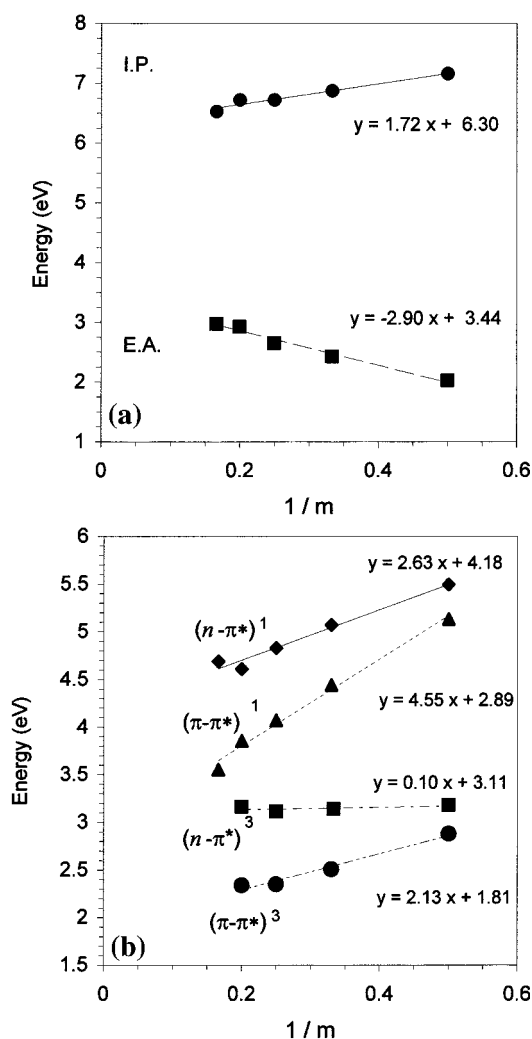 8
I.P.
7
y = 1.72 x + 6.30
6
5
Energy (eV)
4
y = -2.90 x + 3.44
3
E.A.
2
(a)
1
0 0.2 0.4 0.6
1 / m
6
y = 2.63 x + 4.18
5.5
(n -π*)1
5
4.5
y = 4.55 x + 2.89
(π-π*)1
4
Energy (eV)
3.5
y = 0.10 x + 3.11
3
(n -π*)3
2.5
y = 2.13 x + 1.81
(π-π*)3
2
(b)
1.5
0 0.2 0.4 0.6
1 / m